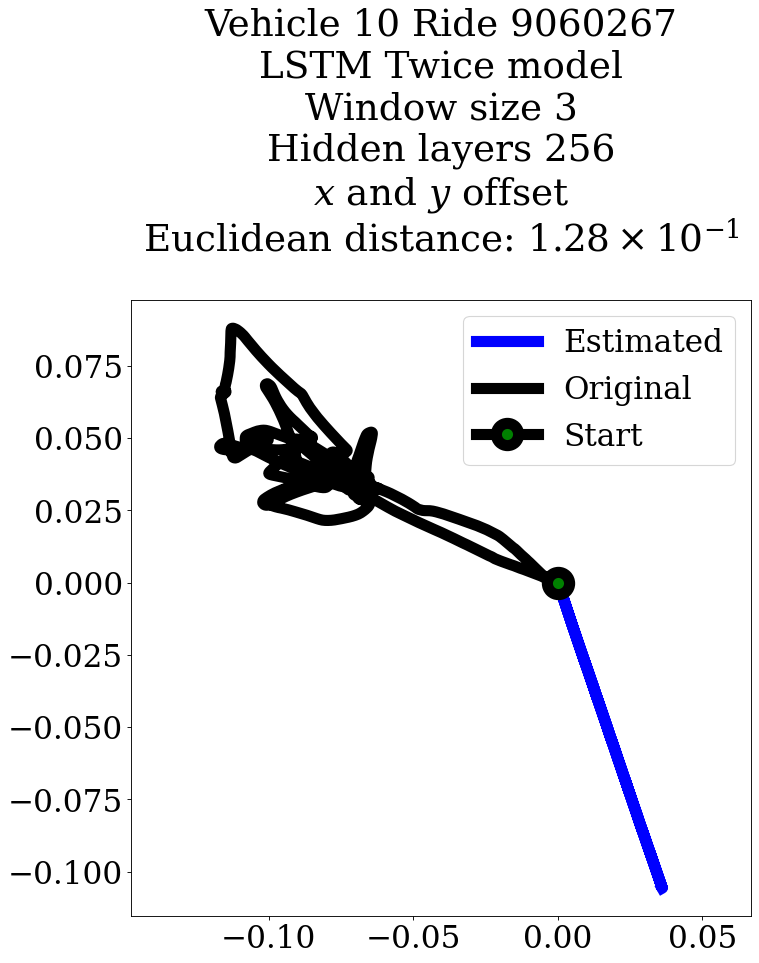 Vehicle 10 Ride 9060267
LSTM Twice model
Window size 3
Hidden layers 256
x and y offset
Euclidean distance: 1.28 × 10⁻¹
Estimated
Original
Start
0.075
0.050
0.025
0.000
−0.025
−0.050
−0.075
−0.100
−0.10 −0.05 0.00 0.05